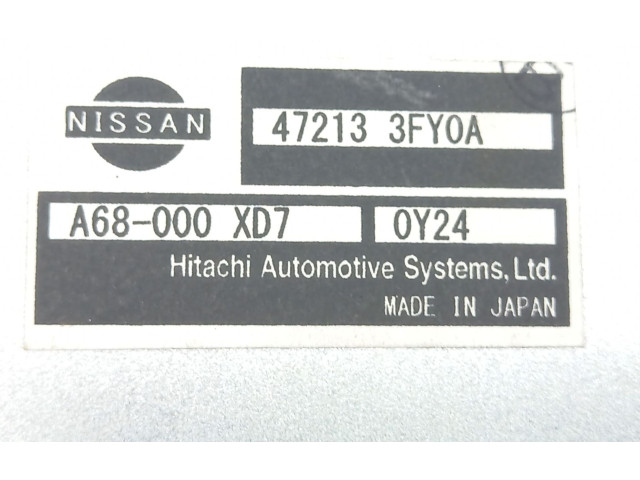 NISSAN
47213 3FY0A
A68-000 XD7
0Y24
Hitachi Automotive Systems, Ltd.
MADE IN JAPAN